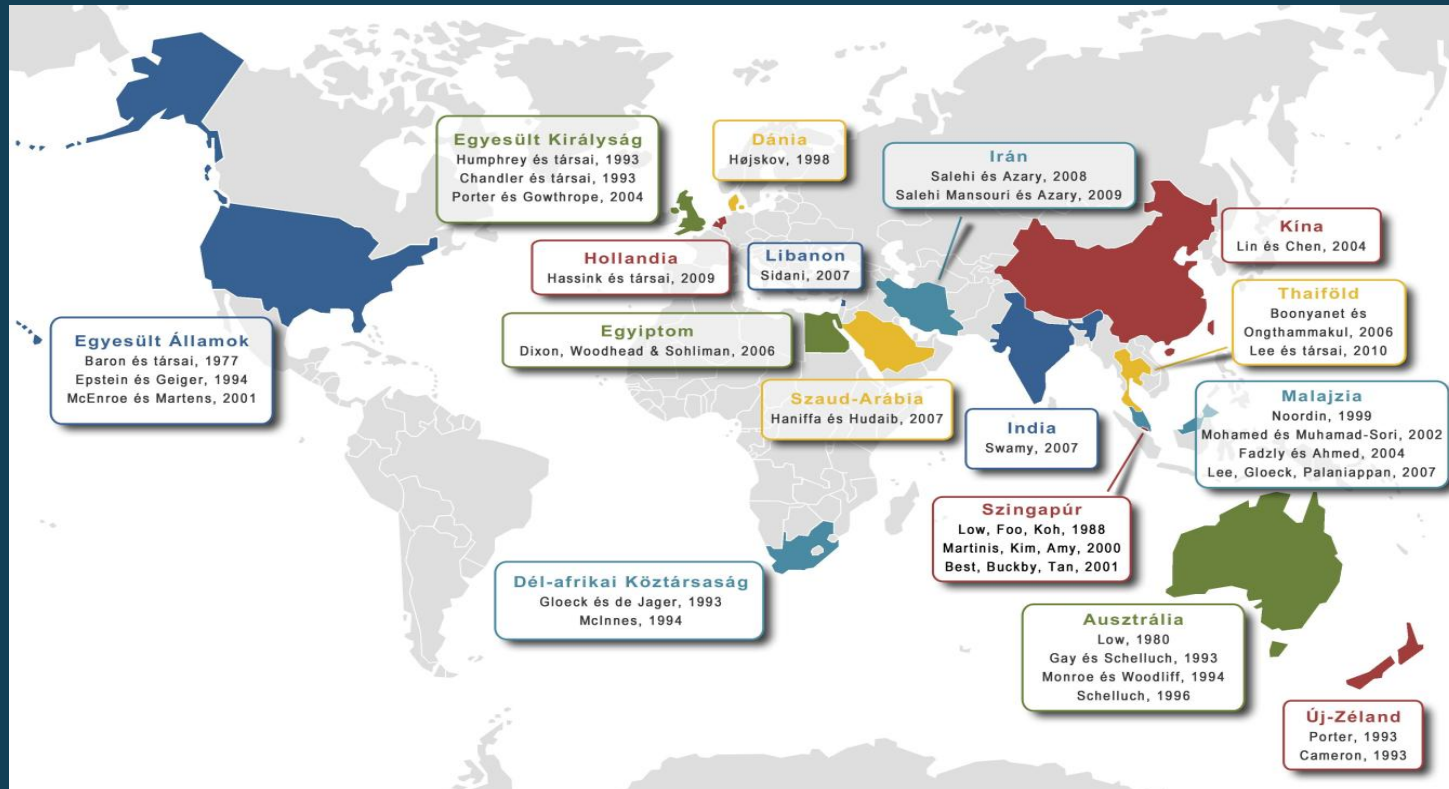 Egyesült Királyság
Humphrey és társai, 1993
Chandler és társai, 1993
Porter és Gowthrope, 2004
Dánia
Højskov, 1998
Irán
Salehi és Azary, 2008
Salehi Mansouri és Azary, 2009
Kína
Lin és Chen, 2004
Hollandia
Hassink és társai, 2009
Libanon
Sidani, 2007
Thaiföld
Boonyanet és
Ongthammakul, 2006
Lee és társai, 2010
Egyesült Államok
Baron és társai, 1977
Epstein és Geiger, 1994
McEnroe és Martens, 2001
Egyiptom
Dixon, Woodhead & Sohliman, 2006
Szaud-Arábia
Haniffa és Hudaib, 2007
India
Swamy, 2007
Malajzia
Noordin, 1999
Mohamed és Muhamad-Sori, 2002
Fadzly és Ahmed, 2004
Lee, Gloeck, Palaniappan, 2007
Szingapúr
Low, Foo, Koh, 1988
Martinis, Kim, Amy, 2000
Best, Buckby, Tan, 2001
Dél-afrikai Köztársaság
Gloeck és de Jager, 1993
McInnes, 1994
Ausztrália
Low, 1980
Gay és Schelluch, 1993
Monroe és Woodliff, 1994
Schelluch, 1996
Új-Zéland
Porter, 1993
Cameron, 1993